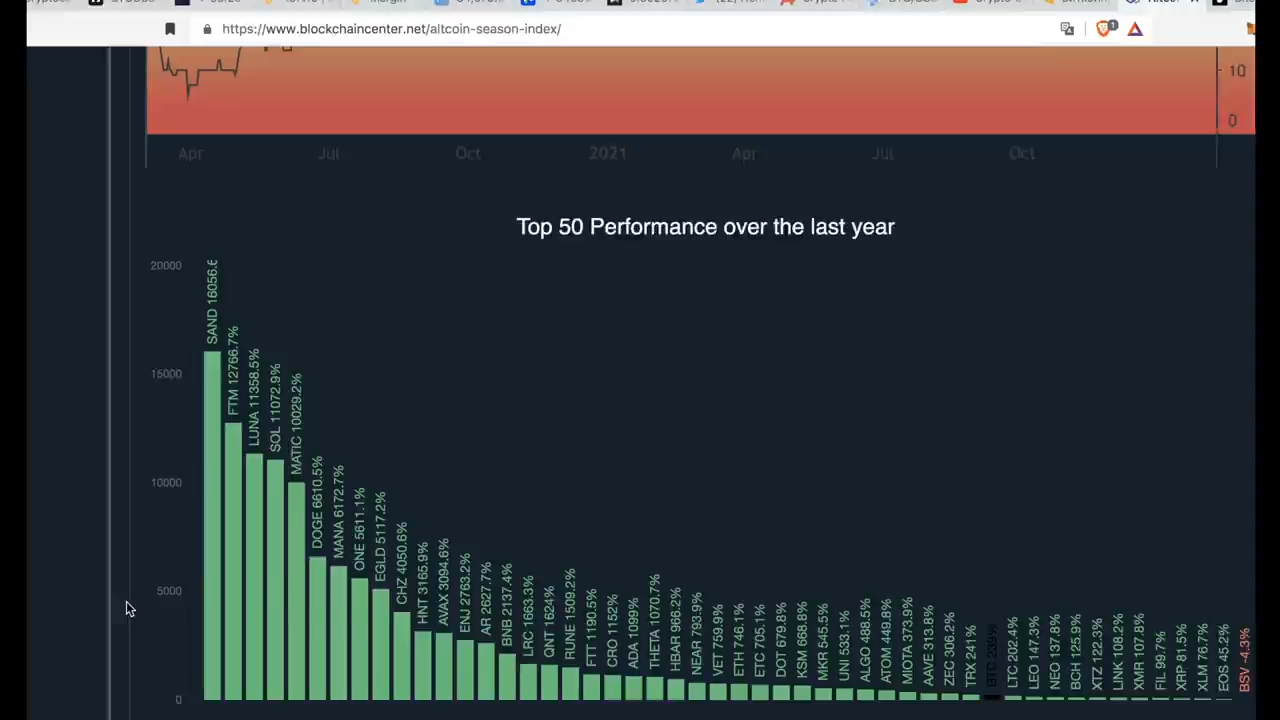 https://www.blockchaincenter.net/altcoin-season-index/
1
10
0
Apr
Jul
Oct
2021
Apr
Jul
Oct
Top 50 Performance over the last year
20000
15000
10000
5000
0
SAND 16056.6
FTM 12766.7%
LUNA 11358.5%
SOL 11072.9%
MATIC 10029.2%
DOGE 6610.5%
MANA 6172.7%
ONE 5611.1%
EGLD 5117.2%
CHZ 4050.6%
HNT 3165.9%
AVAX 3094.6%
ENJ 2763.2%
AR 2627.7%
BNB 2137.4%
LRC 1663.3%
QNT 1624%
RUNE 1509.2%
FTT 1190.5%
CRO 1152%
ADA 1099%
THETA 1070.7%
HBAR 966.2%
NEAR 793.9%
VET 759.9%
ETH 746.1%
ETC 705.1%
DOT 679.8%
KSM 668.8%
MKR 545.5%
UNI 533.1%
ALGO 488.5%
ATOM 449.8%
MIOTA 373.9%
AAVE 313.8%
ZEC 306.2%
TRX 241%
BTC 239%
LTC 202.4%
LEO 147.3%
NEO 137.8%
BCH 125.9%
XTZ 122.3%
LINK 108.2%
XMR 107.8%
FIL 99.7%
XRP 81.5%
XLM 76.7%
EOS 45.2%
BSV -4.3%